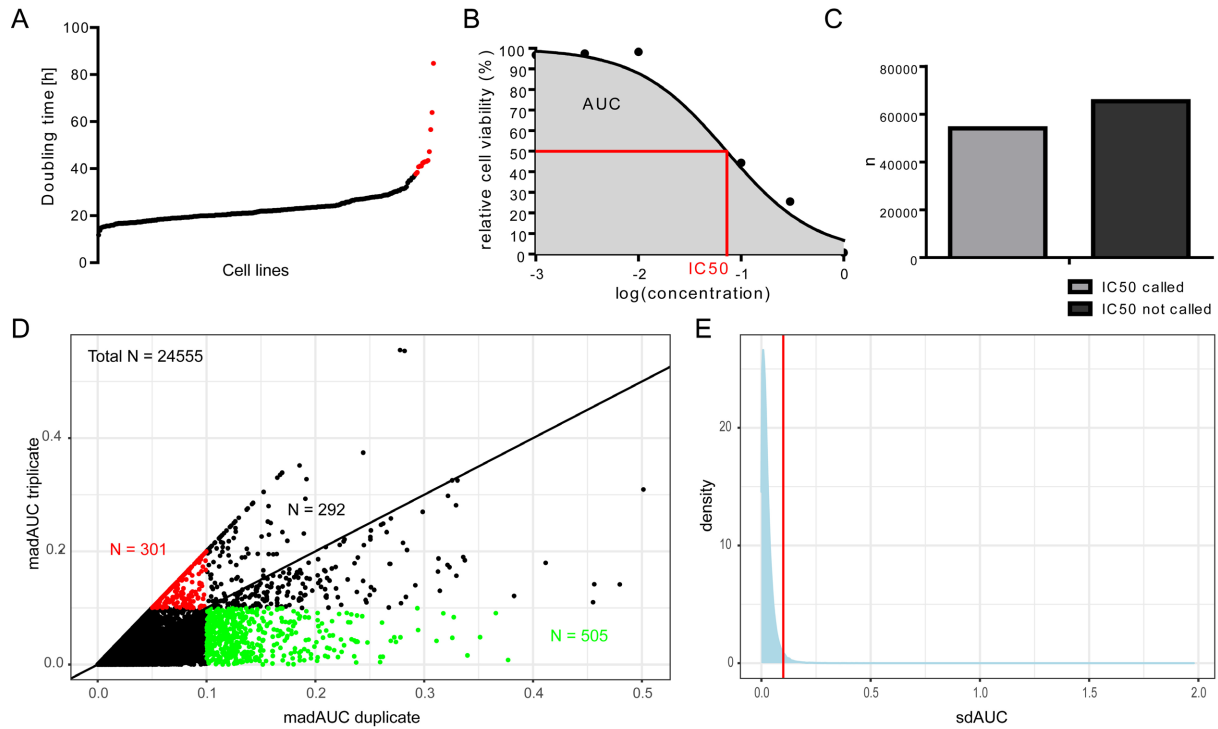 A
Doubling time [h]
100
80
60
40
20
0
Cell lines
B
relative cell viability (%)
100
90
80
70
60
50
40
30
20
10
0
AUC
IC50
-3
-2
-1
0
log(concentration)
C
n
80000
60000
40000
20000
0
IC50 called
IC50 not called
D
Total N = 24555
madAUC triplicate
0.4
0.2
0.0
N = 292
N = 301
N = 505
0.0
0.1
0.2
0.3
0.4
0.5
madAUC duplicate
E
density
20
10
0
0.0
0.5
1.0
1.5
2.0
sdAUC